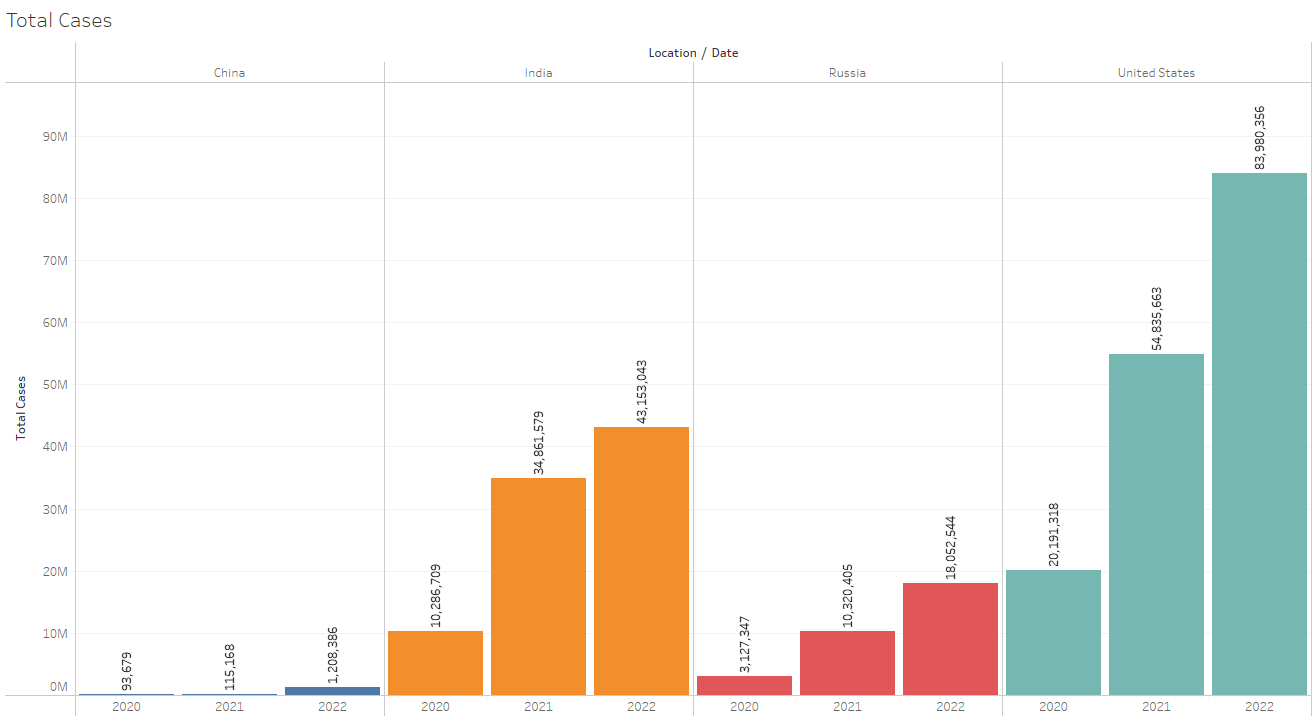 Total Cases
Location / Date
China India Russia United States
90M
80M
70M
60M
50M
40M
30M
20M
10M
0M
Total Cases
93,679
115,168
1,208,386
10,286,709
34,861,579
43,153,043
3,127,347
10,320,405
18,052,544
20,191,318
54,835,663
83,980,356
2020 2021 2022 2020 2021 2022 2020 2021 2022 2020 2021 2022